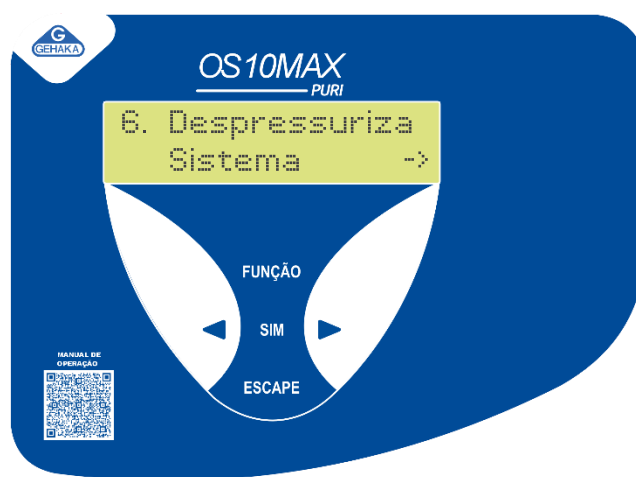 G
GEHAKA
OS10MAX
PURI
6. Despressuriza
Sistema ->
FUNÇÃO
SIM
ESCAPE
MANUAL DE
OPERAÇÃO